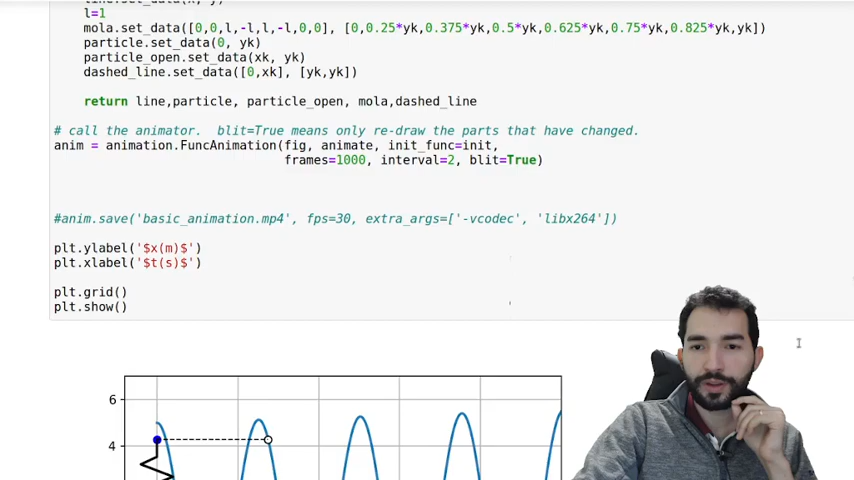 l=1
mola.set_data([0,0,l,-l,l,-l,0,0], [0,0.25*yk,0.375*yk,0.5*yk,0.625*yk,0.75*yk,0.825*yk,yk])
particle.set_data(0, yk)
particle_open.set_data(xk, yk)
dashed_line.set_data([0,xk], [yk,yk])
return line,particle, particle_open, mola,dashed_line
# call the animator.  blit=True means only re-draw the parts that have changed.
anim = animation.FuncAnimation(fig, animate, init_func=init,
frames=1000, interval=2, blit=True)
#anim.save('basic_animation.mp4', fps=30, extra_args=['-vcodec', 'libx264'])
plt.ylabel('$x(m)$')
plt.xlabel('$t(s)$')
plt.grid()
plt.show()
6
4